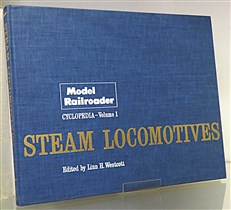 Model
Railroader
CYCLOPEDIA-Volume 1
STEAM LOCOMOTIVES
Edited by Linn H. Westcott